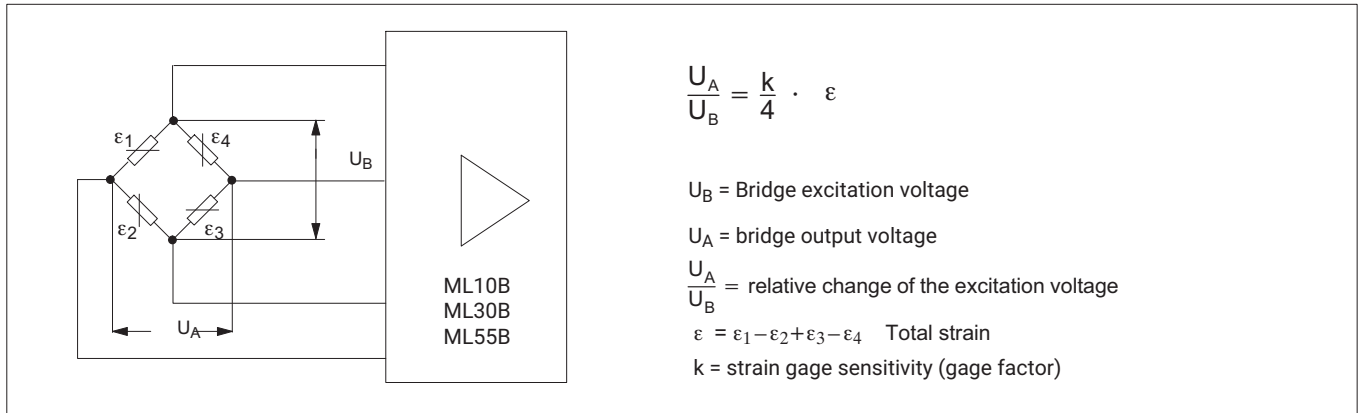 ε1
ε4
ε2
ε3
UB
UA
ML10B
ML30B
ML55B
UA/UB = k/4 · ε
UB = Bridge excitation voltage
UA = bridge output voltage
UA/UB = relative change of the excitation voltage
ε = ε1−ε2+ε3−ε4 Total strain
k = strain gage sensitivity (gage factor)